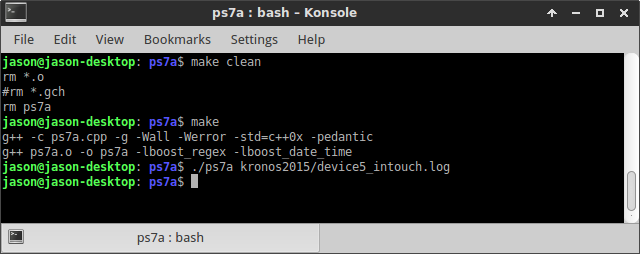 ps7a : bash – Konsole
File Edit View Bookmarks Settings Help
jason@jason-desktop: ps7a$ make clean
rm *.o
#rm *.gch
rm ps7a
jason@jason-desktop: ps7a$ make
g++ -c ps7a.cpp -g -Wall -Werror -std=c++0x -pedantic
g++ ps7a.o -o ps7a -lboost_regex -lboost_date_time
jason@jason-desktop: ps7a$ ./ps7a kronos2015/device5_intouch.log
jason@jason-desktop: ps7a$
ps7a : bash